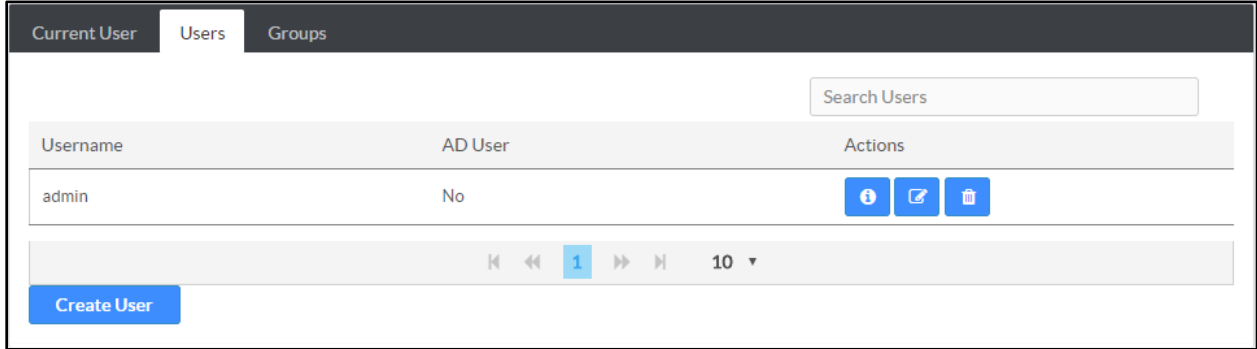 Current User Users Groups
Search Users
Username AD User Actions
admin No
1 10
Create User